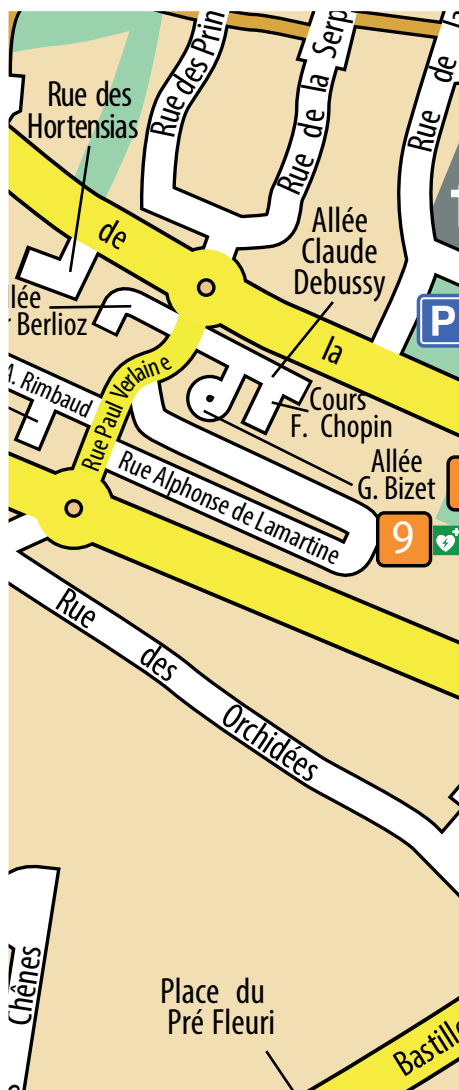 Rue des Prin
Rue de la Serp
Rue de
Rue des
Hortensias
de
Allée
Claude
Debussy
llée
Berlioz
P
la
A. Rimbaud
Rue Paul Verlaine
Cours
F. Chopin
Allée
G. Bizet
Rue Alphonse de Lamartine
9
Rue des Orchidées
Chênes
Place du
Pré Fleuri
Bastille